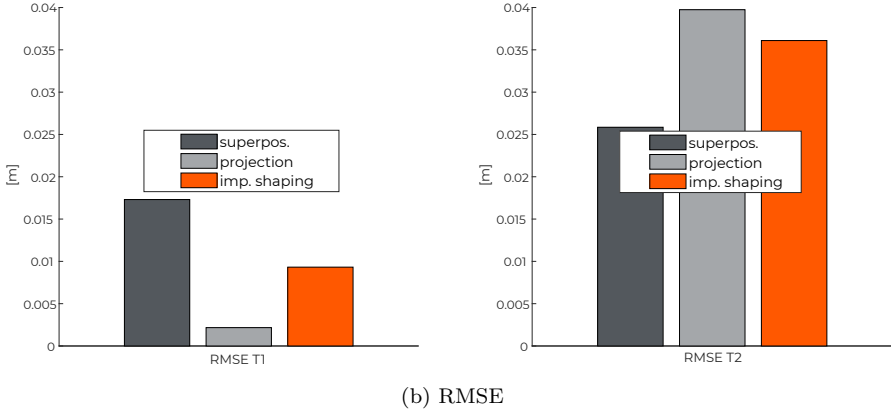 0.04
0.035
0.03
0.025
0.02
0.015
0.01
0.005
0
[m]
superpos.
projection
imp. shaping
RMSE T1
0.04
0.035
0.03
0.025
0.02
0.015
0.01
0.005
0
[m]
superpos.
projection
imp. shaping
RMSE T2
(b) RMSE